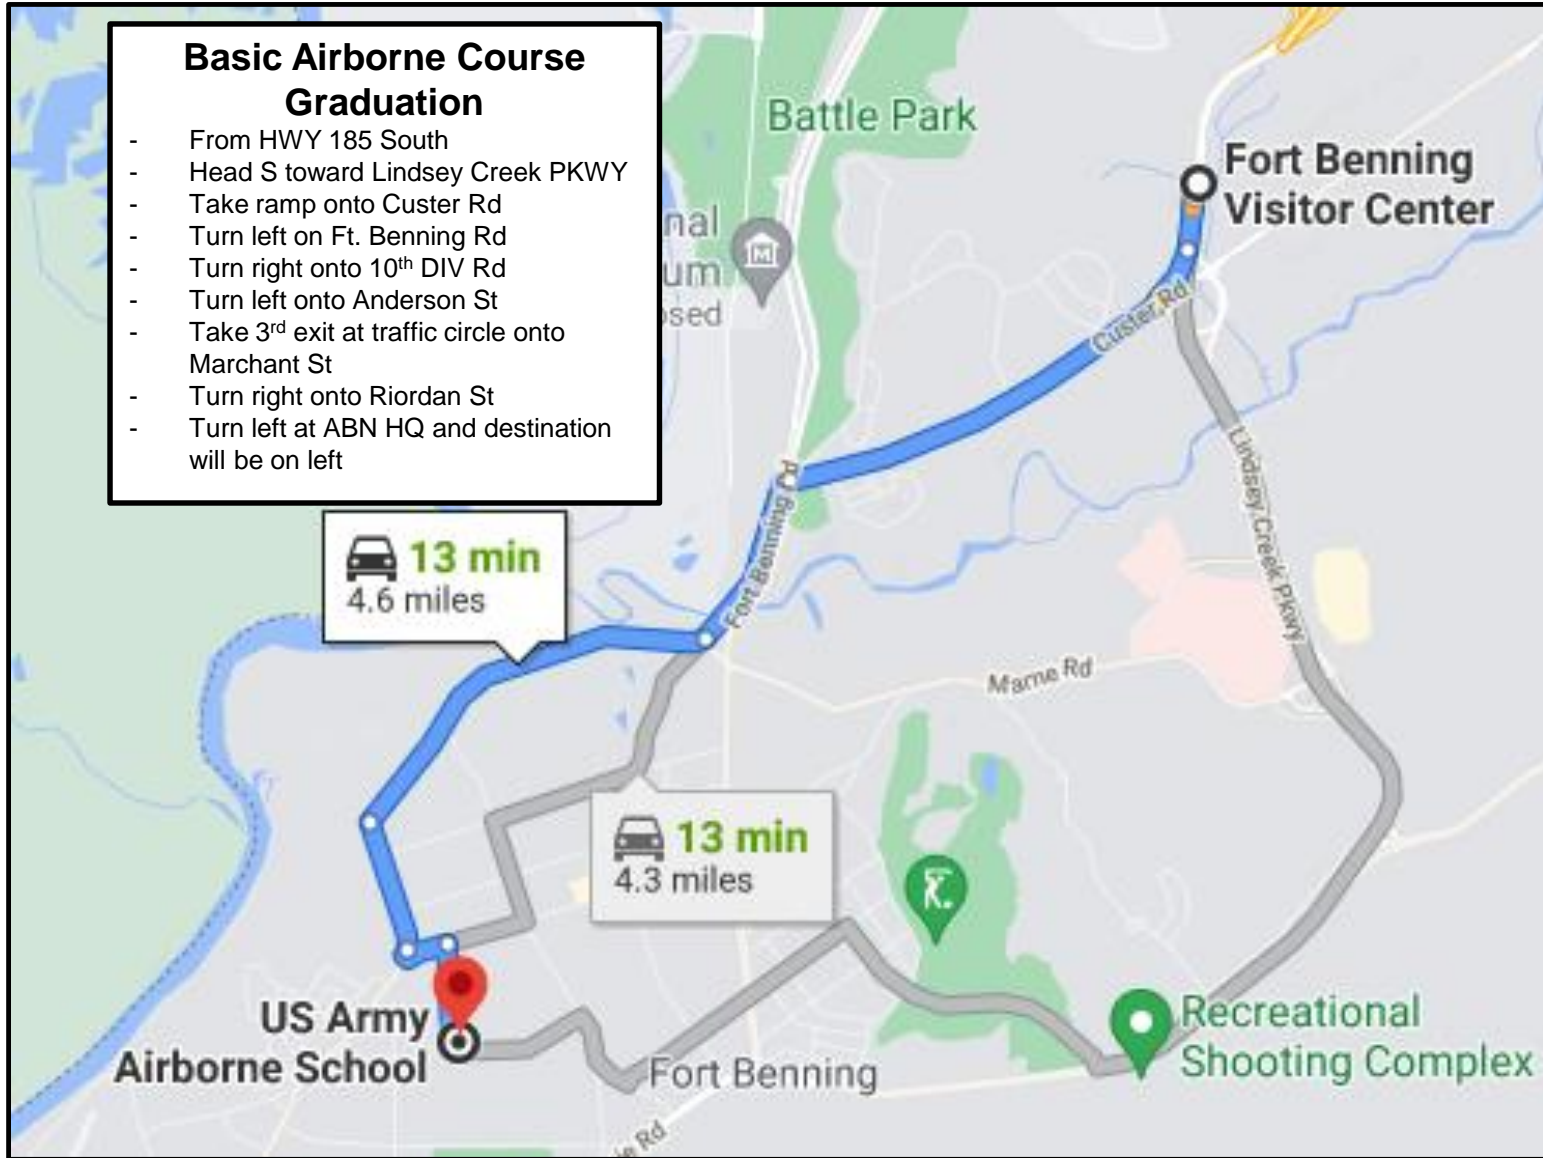 Basic Airborne Course
Graduation
- From HWY 185 South
- Head S toward Lindsey Creek PKWY
- Take ramp onto Custer Rd
- Turn left on Ft. Benning Rd
- Turn right onto 10th DIV Rd
- Turn left onto Anderson St
- Take 3rd exit at traffic circle onto
Marchant St
- Turn right onto Riordan St
- Turn left at ABN HQ and destination
will be on left
Battle Park
Fort Benning
Visitor Center
nal
um
osed
Custer Rd
Lindsey Creek Pkwy
Fort Benning Rd
13 min
4.6 miles
Marne Rd
13 min
4.3 miles
US Army
Airborne School
Fort Benning
Recreational
Shooting Complex
Rd